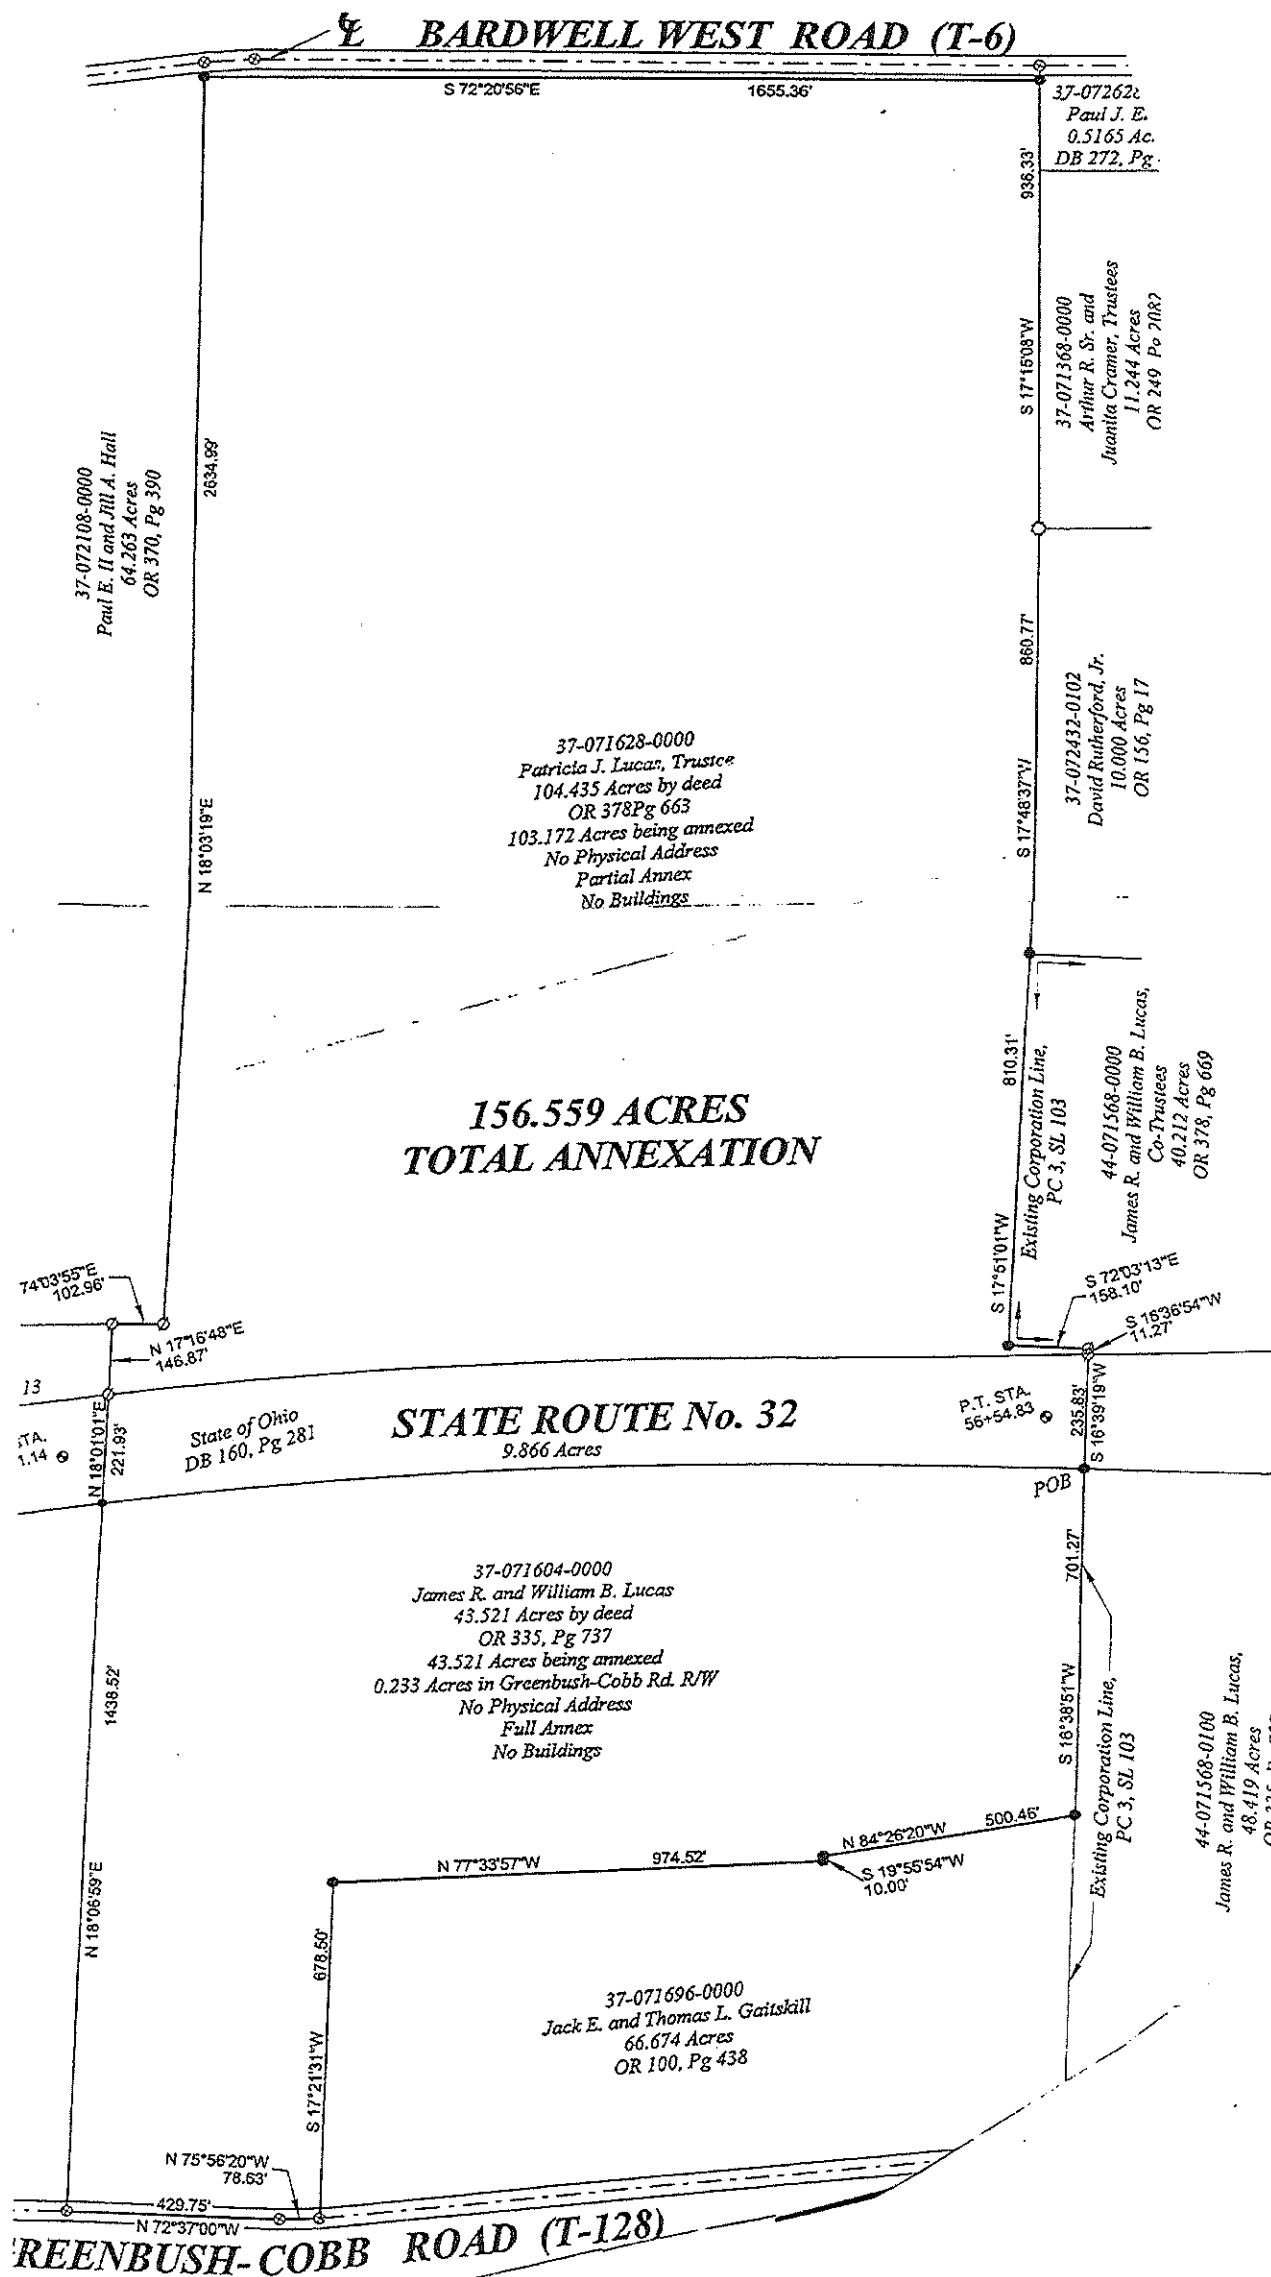 ℄ BARDWELL WEST ROAD (T-6)
S 72°20'56"E 1655.36'
Paul J. E.
0.5165 Ac.
DB 272, Pg
938.33'
S 17°15'08"W
37-071368-0000
Arthur R. Sr. and
Juanita Cramer, Trustees
11.244 Acres
OR 249
37-072108-0000
Paul E. II and Jill A. Hall
64.263 Acres
OR 370, Pg 390
2634.99'
N 18°03'19"E
860.77'
S 17°48'37"W
37-072432-0102
David Rutherford, Jr.
10.000 Acres
OR 156, Pg 17
37-071628-0000
Patricia J. Lucas, Trustee
104.435 Acres by deed
OR 378Pg 663
103.172 Acres being annexed
No Physical Address
Partial Annex
No Buildings
156.559 ACRES
TOTAL ANNEXATION
810.31'
S 17°51'01"W
Existing Corporation Line,
PC 3, SL 103
44-071568-0000
James R. and William B. Lucas,
Co-Trustees
40.212 Acres
OR 378, Pg 669
74°03'55"E
102.96'
N 17°16'48"E
146.87'
S 72°03'13"E
158.10'
S 16°36'54"W
11.27'
13
STA.
1.14
N 18°01'01"E
221.93'
State of Ohio
DB 160, Pg 281
STATE ROUTE No. 32
9.866 Acres
P.T. STA.
56+54.83
235.83'
S 16°39'19"W
POB
37-071604-0000
James R. and William B. Lucas
43.521 Acres by deed
OR 335, Pg 737
43.521 Acres being annexed
0.233 Acres in Greenbush-Cobb Rd. R/W
No Physical Address
Full Annex
No Buildings
1438.52'
N 18°06'59"E
701.27'
S 18°38'51"W
Existing Corporation Line,
PC 3, SL 103
44-071568-0100
James R. and William B. Lucas,
48.419 Acres
N 77°33'57"W 974.52'
N 84°26'20"W 500.46'
S 19°55'54"W
10.00'
678.50'
S 17°21'31"W
37-071696-0000
Jack E. and Thomas L. Gaitskill
66.674 Acres
OR 100, Pg 438
N 75°56'20"W
78.63'
429.75'
N 72°37'00"W
REENBUSH-COBB ROAD (T-128)